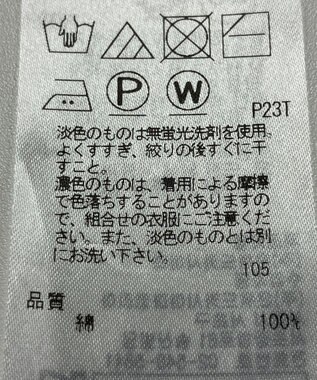 P W
P23T
淡色のものは無蛍光洗剤を使用。
よくすすぎ、絞りの後すぐに干
すこと。
濃色のものは、着用による摩擦
で色落ちすることがありますの
で、組合せの衣服にご注意くだ
さい。また、淡色のものとは別
にお洗い下さい。
105
品質
綿 100%